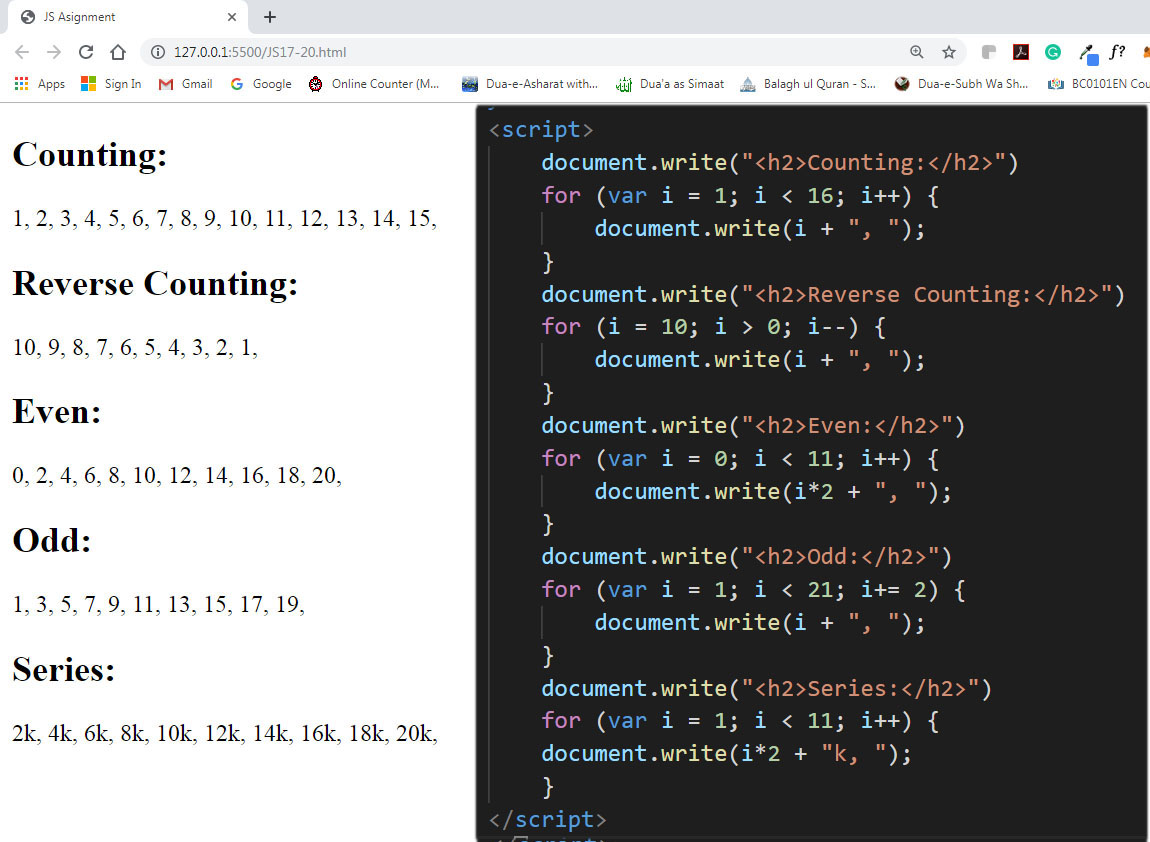 JS Asignment
127.0.0.1:5500/JS17-20.html
f?
Apps Sign In Gmail Google Online Counter (M... Dua-e-Asharat with... Dua'a as Simaat Balagh ul Quran - S... Dua-e-Subh Wa Sh... BC0101EN Cou
Counting:
1, 2, 3, 4, 5, 6, 7, 8, 9, 10, 11, 12, 13, 14, 15,
Reverse Counting:
10, 9, 8, 7, 6, 5, 4, 3, 2, 1,
Even:
0, 2, 4, 6, 8, 10, 12, 14, 16, 18, 20,
Odd:
1, 3, 5, 7, 9, 11, 13, 15, 17, 19,
Series:
2k, 4k, 6k, 8k, 10k, 12k, 14k, 16k, 18k, 20k,
<script>
document.write("<h2>Counting:</h2>")
for (var i = 1; i < 16; i++) {
document.write(i + ", ");
}
document.write("<h2>Reverse Counting:</h2>")
for (i = 10; i > 0; i--) {
document.write(i + ", ");
}
document.write("<h2>Even:</h2>")
for (var i = 0; i < 11; i++) {
document.write(i*2 + ", ");
}
document.write("<h2>Odd:</h2>")
for (var i = 1; i < 21; i+= 2) {
document.write(i + ", ");
}
document.write("<h2>Series:</h2>")
for (var i = 1; i < 11; i++) {
document.write(i*2 + "k, ");
}
</script>